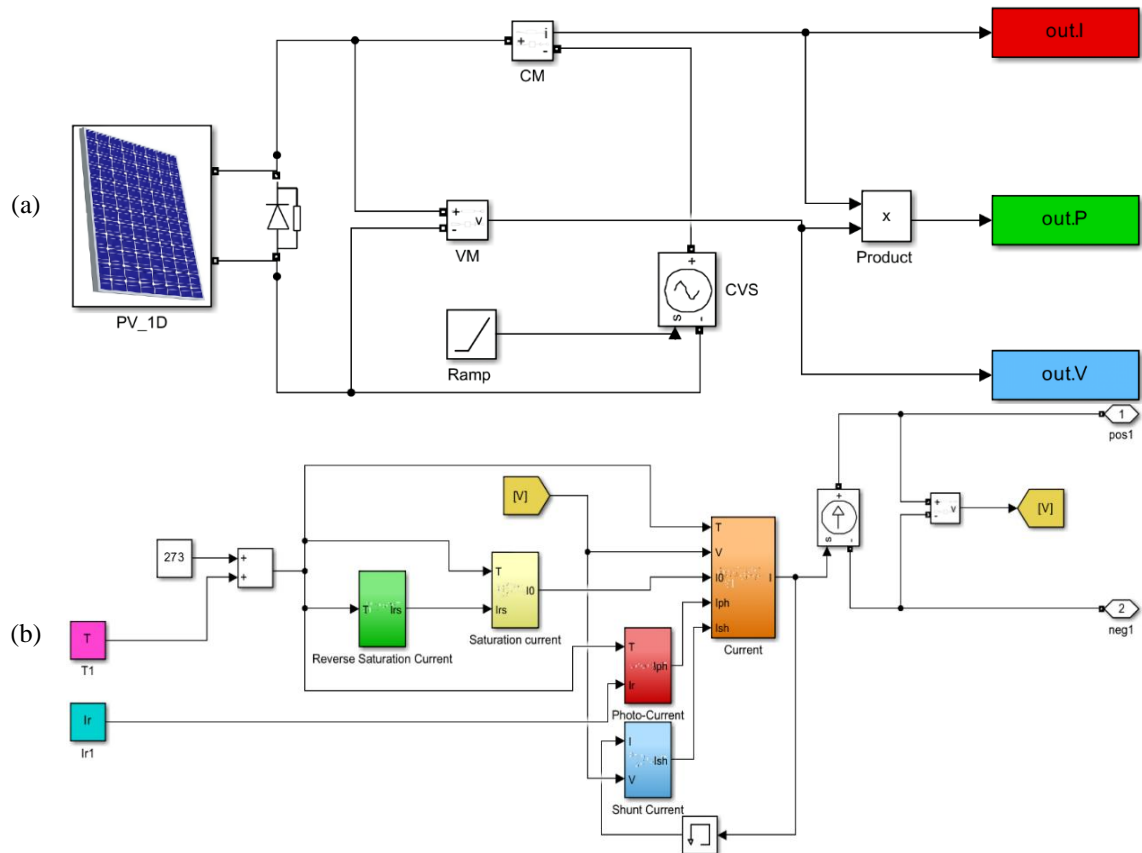 i
+
-
CM
out.I
(a)
PV_1D
+
-
v
VM
x
Product
out.P
+
s
-
CVS
Ramp
out.V
1
pos1
[V]
T
V
I0
Iph
Ish
I
Current
+
s
-
+
-
v
[V]
273
+
+
T
Irs
Reverse Saturation Current
T
Irs
I0
Saturation current
2
neg1
(b)
T
T1
T
Ir
Iph
Photo-Current
Ir
Ir1
I
V
Ish
Shunt Current